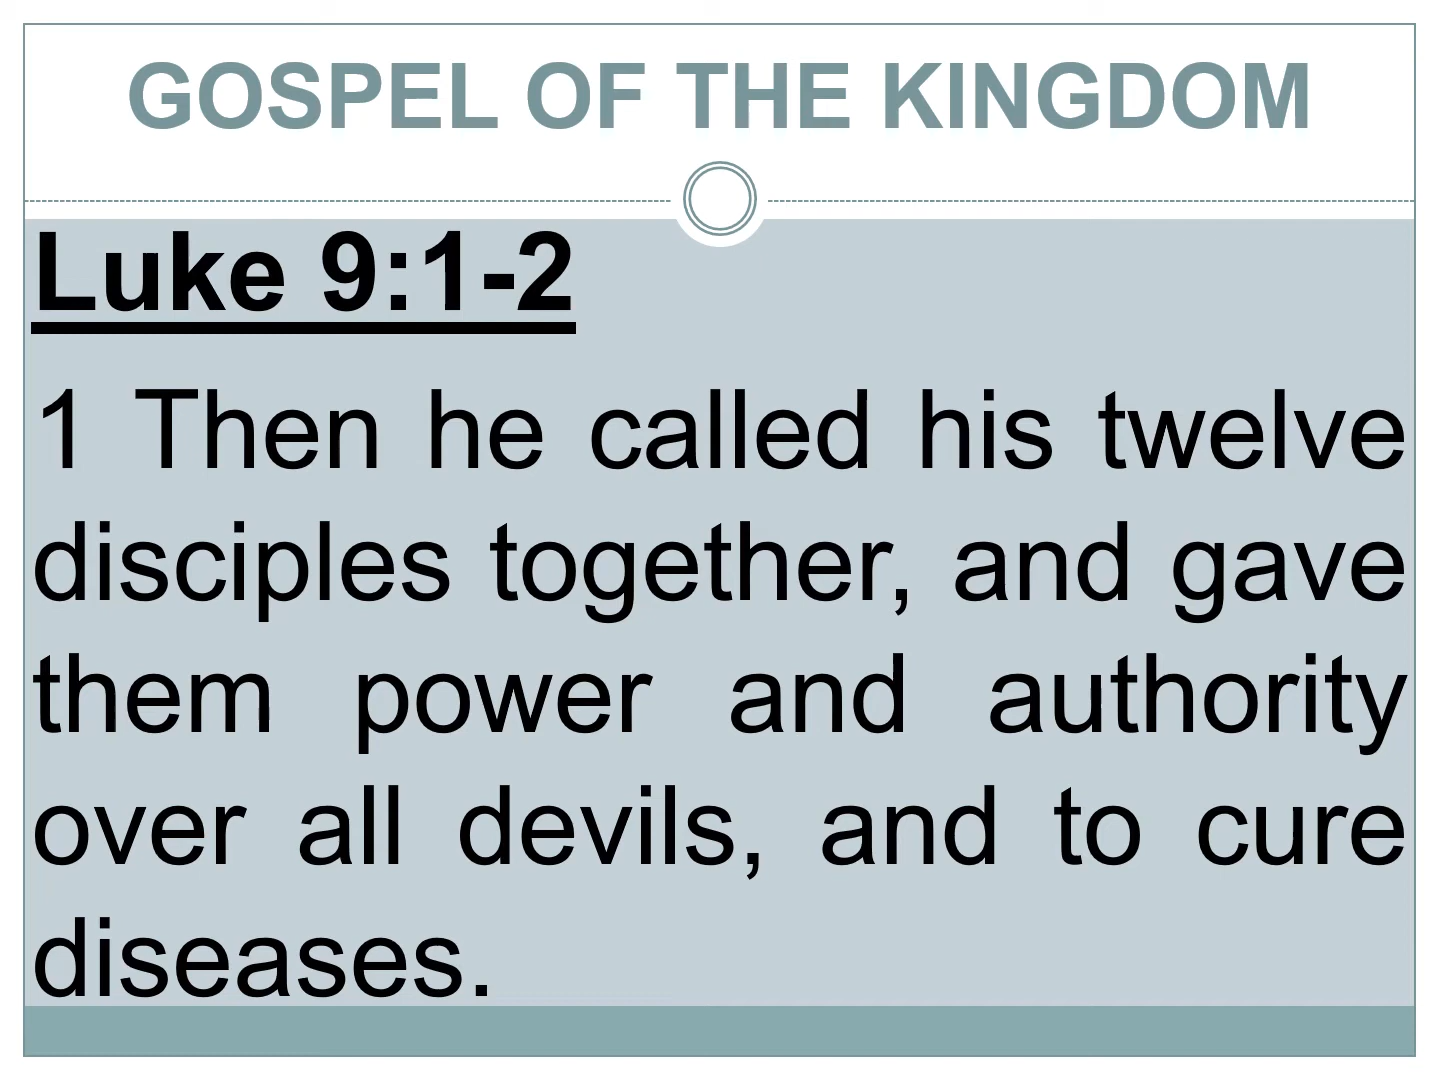 GOSPEL OF THE KINGDOM
Luke 9:1-2
1 Then he called his twelve
disciples together, and gave
them power and authority
over all devils, and to cure
diseases.